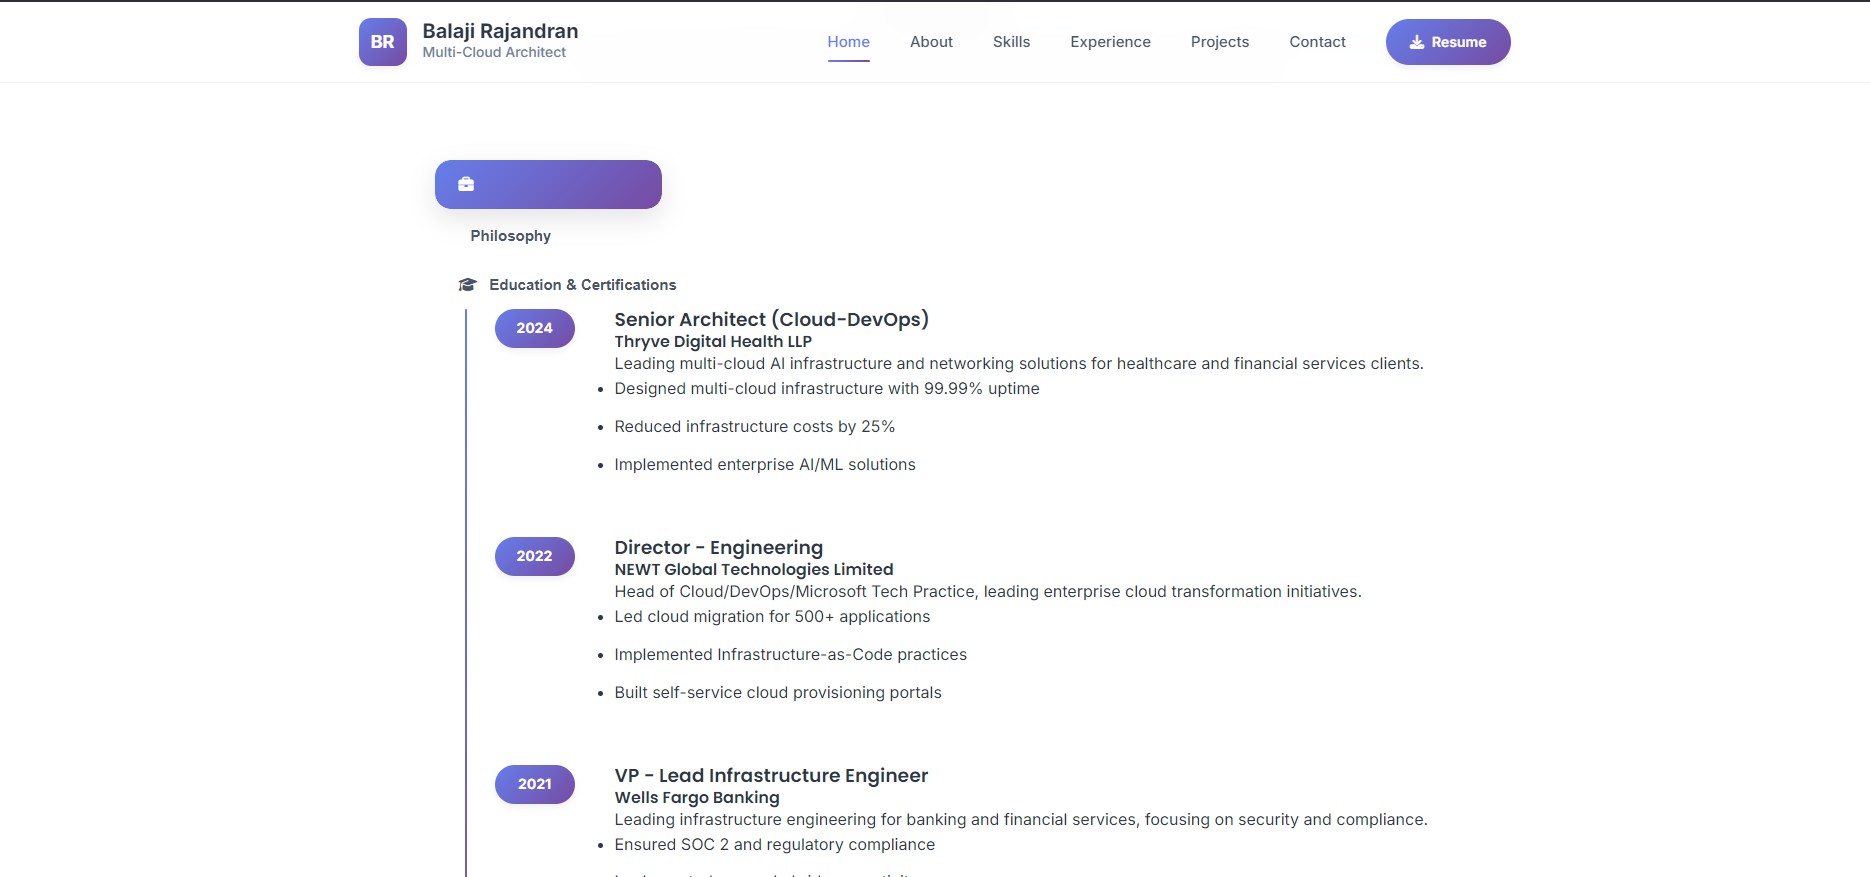 BR
Balaji Rajandran
Multi-Cloud Architect
Home
About
Skills
Experience
Projects
Contact
Resume
Philosophy
Education & Certifications
2024
Senior Architect (Cloud-DevOps)
Thryve Digital Health LLP
Leading multi-cloud AI infrastructure and networking solutions for healthcare and financial services clients.
• Designed multi-cloud infrastructure with 99.99% uptime
• Reduced infrastructure costs by 25%
• Implemented enterprise AI/ML solutions
2022
Director - Engineering
NEWT Global Technologies Limited
Head of Cloud/DevOps/Microsoft Tech Practice, leading enterprise cloud transformation initiatives.
• Led cloud migration for 500+ applications
• Implemented Infrastructure-as-Code practices
• Built self-service cloud provisioning portals
2021
VP - Lead Infrastructure Engineer
Wells Fargo Banking
Leading infrastructure engineering for banking and financial services, focusing on security and compliance.
• Ensured SOC 2 and regulatory compliance